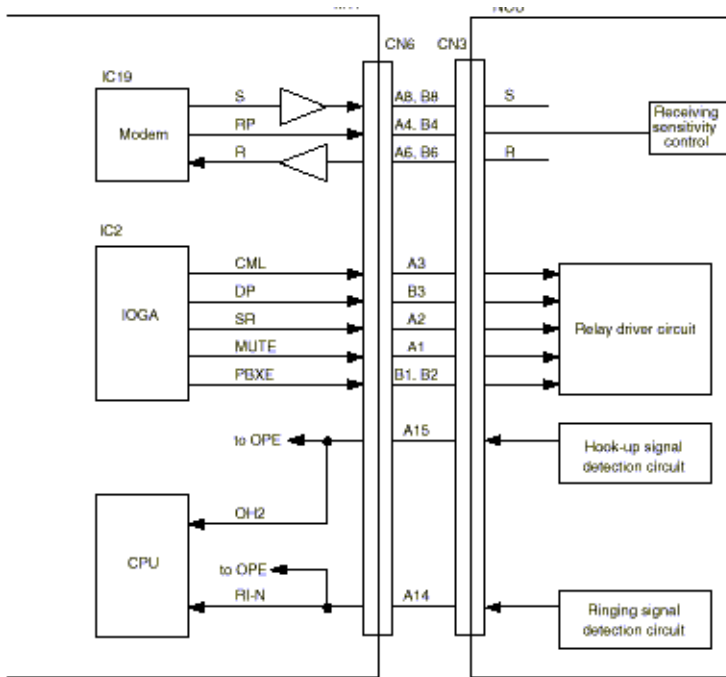 CN6 CN3
IC19
S A8, B8 S
RP A4, B4
Modem
Receiving
sensitivity
control
R A6, B6 R
IC2
CML A3
DP B3
IOGA SR A2 Relay driver circuit
MUTE A1
PBXE B1, B2
to OPE A15
Hook-up signal
detection circuit
OH2
CPU
to OPE
RI-N A14
Ringing signal
detection circuit